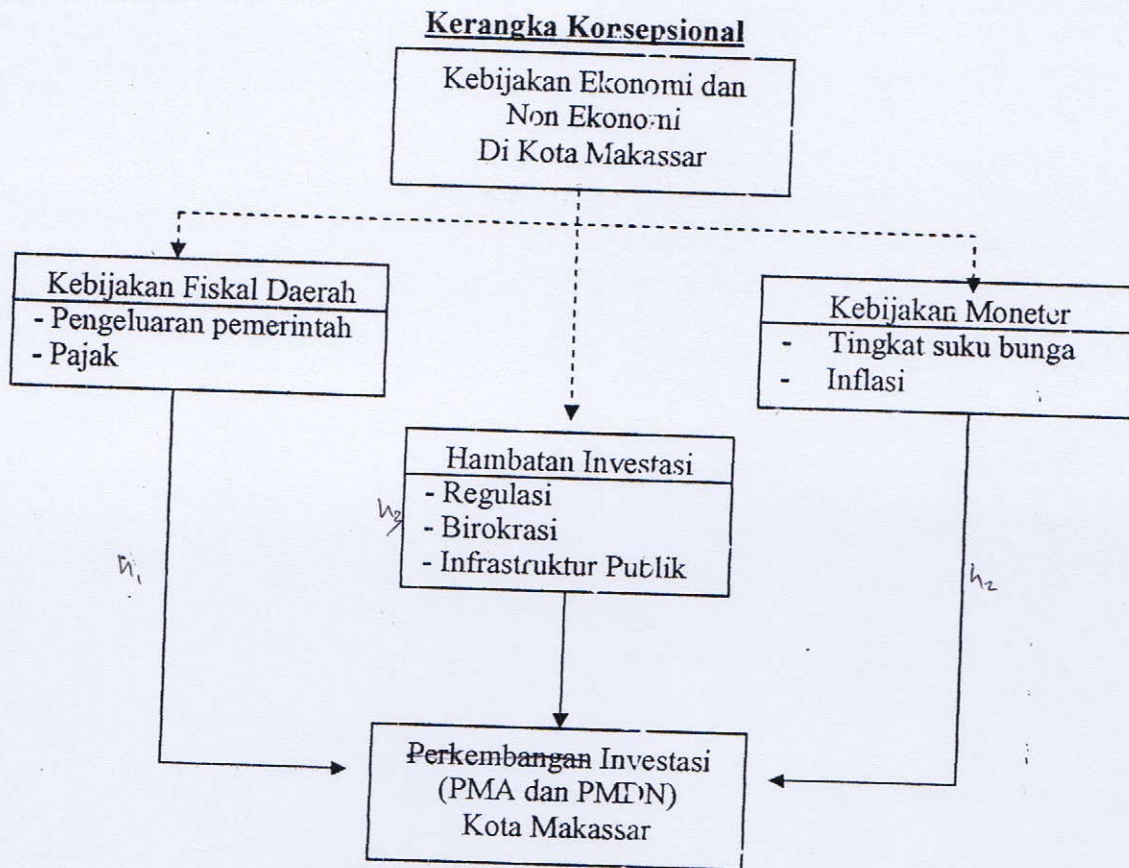 Kerangka Konsepsional
Kebijakan Ekonomi dan
Non Ekonomi
Di Kota Makassar
Kebijakan Fiskal Daerah
- Pengeluaran pemerintah
- Pajak
Kebijakan Moneter
- Tingkat suku bunga
- Inflasi
Hambatan Investasi
- Regulasi
- Birokrasi
- Infrastruktur Publik
h₁
h₂
Perkembangan Investasi
(PMA dan PMDN)
Kota Makassar